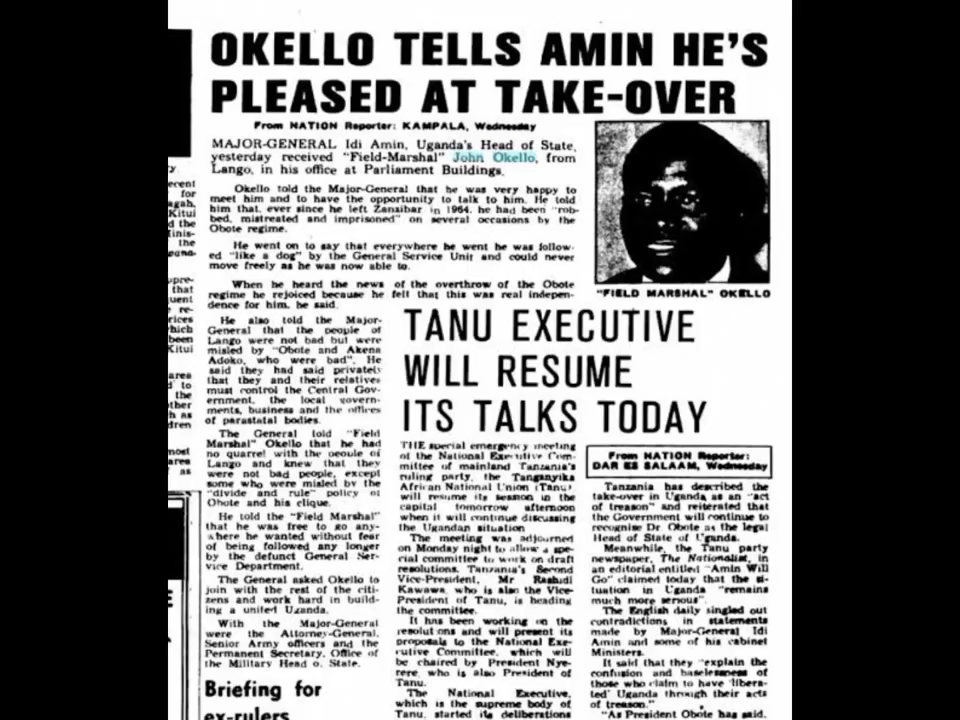 OKELLO TELLS AMIN HE'S
PLEASED AT TAKE-OVER
From NATION Reporter: KAMPALA, Wednesday
MAJOR-GENERAL Idi Amin, Uganda's Head of State,
yesterday received "Field-Marshal" John Okello, from
Lango, in his office at Parliament Buildings.
Okello told the Major-General that he was very happy to
meet him and to have the opportunity to talk to him. He told
him that, ever since he left Zanzibar in 1964, he had been "rob-
bed, mistreated and imprisoned" on several occasions by the
Obote regime.
He went on to say that everywhere he went he was follow-
ed "like a dog" by the General Service Unit and could never
move freely as he was now able to.
When he heard the news of the overthrow of the Obote
regime he rejoiced because he felt that this was real indepen-
dence for him, he said.
He also told the Major-
General that the people of
Lango were not bad but were
misled by "Obote and Akena
Adoko, who were bad". He
said they had said privately
that they and their relatives
must control the Central Gov-
ernment, the local govern-
ments, business and the offices
of parastatal bodies.
The General told "Field
Marshal" Okello that he had
no quarrel with the people of
Lango and knew that they
were not bad people, except
some who were misled by the
"divide and rule" policy of
Obote and his clique.
He told the "Field Marshal"
that he was free to go any-
where he wanted without fear
of being followed any longer
by the defunct General Ser-
vice Department.
The General asked Okello to
join with the rest of the citi-
zens and work hard in build-
ing a united Uganda.
With the Major-General
were the Attorney-General,
Senior Army officers and the
Permanent Secretary, Office of
the Military Head o. State.
Briefing for
ex-rulers
"FIELD MARSHAL" OKELLO
TANU EXECUTIVE
WILL RESUME
ITS TALKS TODAY
THE special emergency meeting
of the National Executive Com-
mittee of mainland Tanzania's
ruling party, the Tanganyika
African National Union (Tanu)
will resume its session in the
capital tomorrow afternoon
when it will continue discussing
the Ugandan situation
The meeting was adjourned
on Monday night to allow a spe-
cial committee to work on draft
resolutions. Tanzania's Second
Vice-President, Mr Rashidi
Kawawa, who is also the Vice-
President of Tanu, is heading
the committee.
It has been working on the
resolutions and will present its
proposals to the National Exe-
cutive Committee, which will
be chaired by President Nye-
rere, who is also President of
Tanu.
The National Executive,
which is the supreme body of
Tanu, started its deliberations
From NATION Reporter:
DAR ES SALAAM, Wednesday
Tanzania has described the
take-over in Uganda as an "act
of treason" and reiterated that
the Government will continue to
recognise Dr Obote as the legal
Head of State of Uganda.
Meanwhile, the Tanu party
newspaper, The Nationalist, in
an editorial entitled "Amin Will
Go" claimed today that the si-
tuation in Uganda "remains
much more serious".
The English daily singled out
contradictions in statements
made by Major-General Idi
Amin and some of his cabinet
Ministers.
It said that they "explain the
confusion and baselessness of
those who claim to have 'libera-
ted' Uganda through their acts
of treason."
"As President Obote has said,